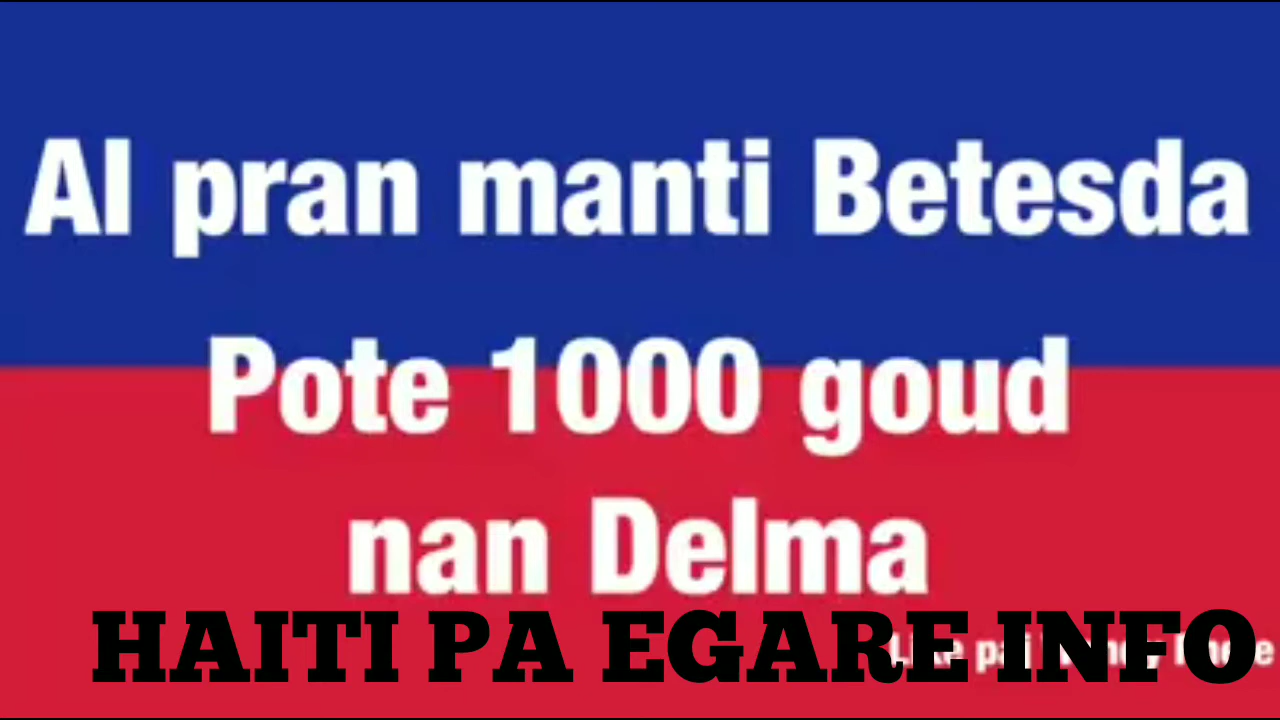 Al pran manti Betesda
Pote 1000 goud
nan Delma
HAITI PA EGARE INFO